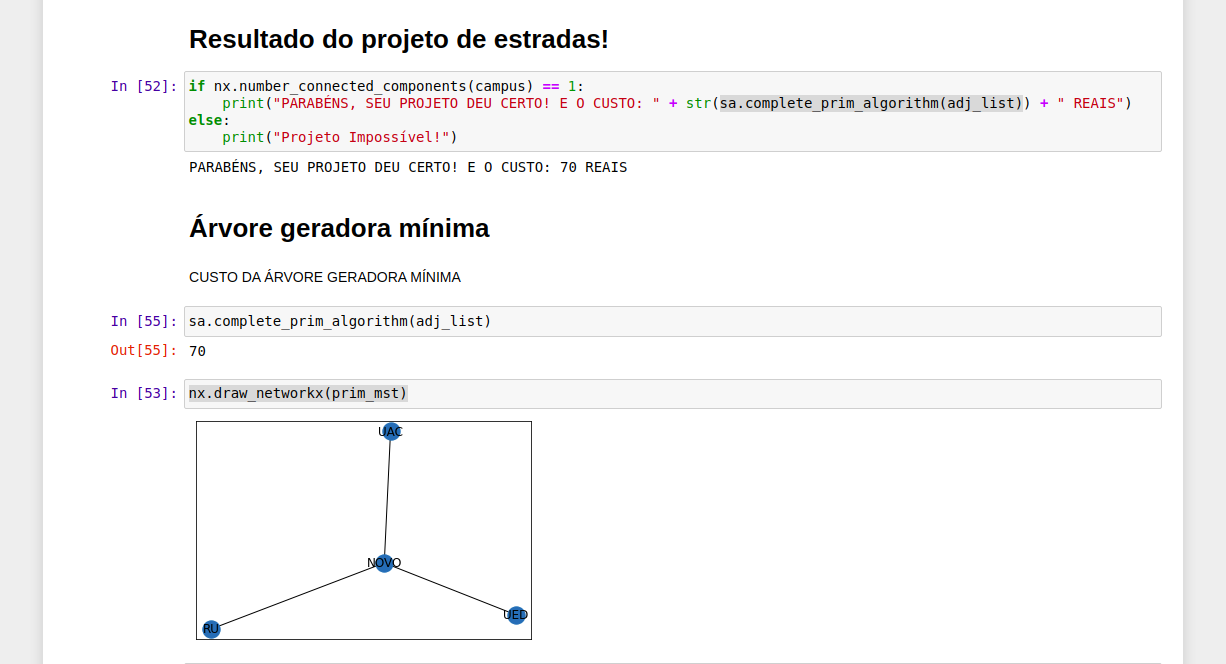 Resultado do projeto de estradas!
In [52]: if nx.number_connected_components(campus) == 1:
    print("PARABÉNS, SEU PROJETO DEU CERTO! E O CUSTO: " + str(sa.complete_prim_algorithm(adj_list)) + " REAIS")
else:
    print("Projeto Impossível!")
PARABÉNS, SEU PROJETO DEU CERTO! E O CUSTO: 70 REAIS
Árvore geradora mínima
CUSTO DA ÁRVORE GERADORA MÍNIMA
In [55]: sa.complete_prim_algorithm(adj_list)
Out[55]: 70
In [53]: nx.draw_networkx(prim_mst)
UAC
NOVO
UED
RU